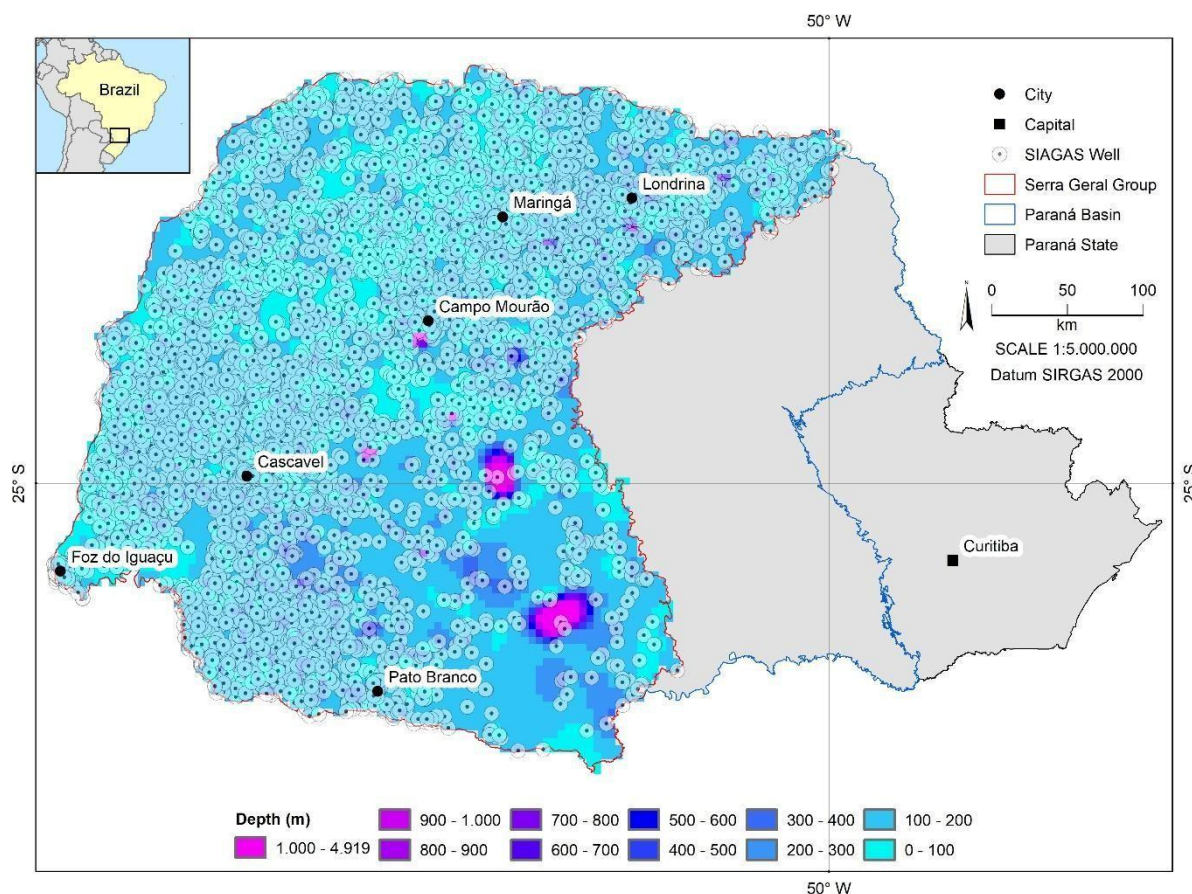 50° W
Brazil
City
Capital
SIAGAS Well
Serra Geral Group
Paraná Basin
Paraná State
N
0 50 100
km
SCALE 1:5.000.000
Datum SIRGAS 2000
Londrina
Maringá
Campo Mourão
Cascavel
25° S
25° S
Foz do Iguaçu
Curitiba
Pato Branco
Depth (m)
900 - 1.000
700 - 800
500 - 600
300 - 400
100 - 200
1.000 - 4.919
800 - 900
600 - 700
400 - 500
200 - 300
0 - 100
50° W